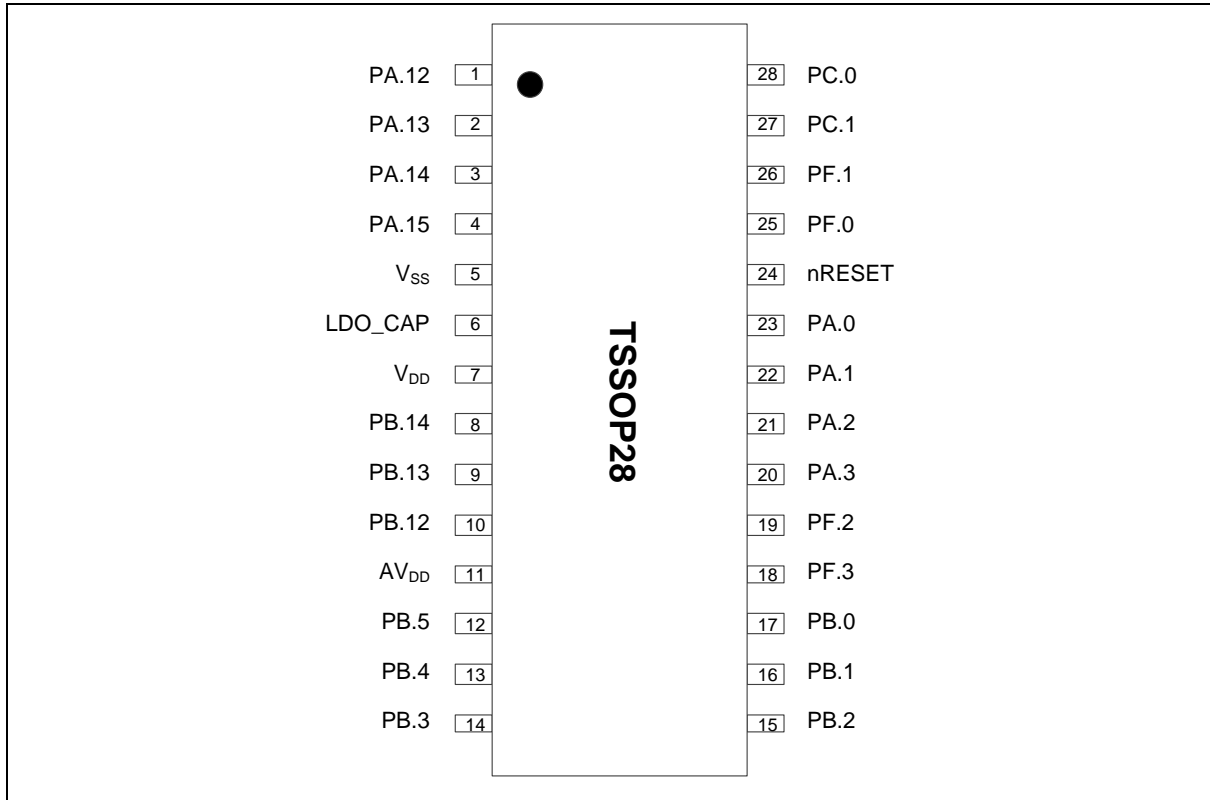 PA.12 1 28 PC.0
PA.13 2 27 PC.1
PA.14 3 26 PF.1
PA.15 4 25 PF.0
VSS 5 24 nRESET
LDO_CAP 6 23 PA.0
VDD 7 22 PA.1
PB.14 8 21 PA.2
PB.13 9 20 PA.3
PB.12 10 19 PF.2
AVDD 11 18 PF.3
PB.5 12 17 PB.0
PB.4 13 16 PB.1
PB.3 14 15 PB.2
TSSOP28